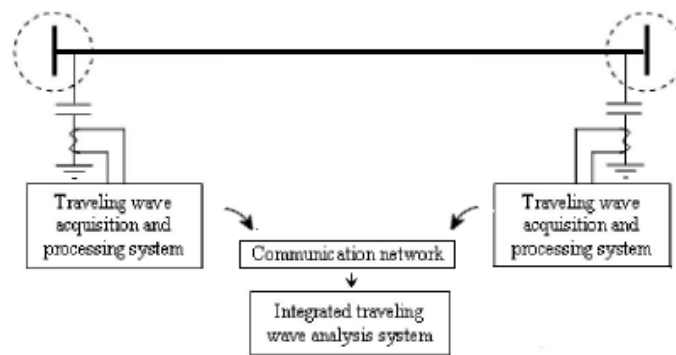 Traveling wave
acquisition and
processing system
Traveling wave
acquisition and
processing system
Communication network
Integrated traveling
wave analysis system